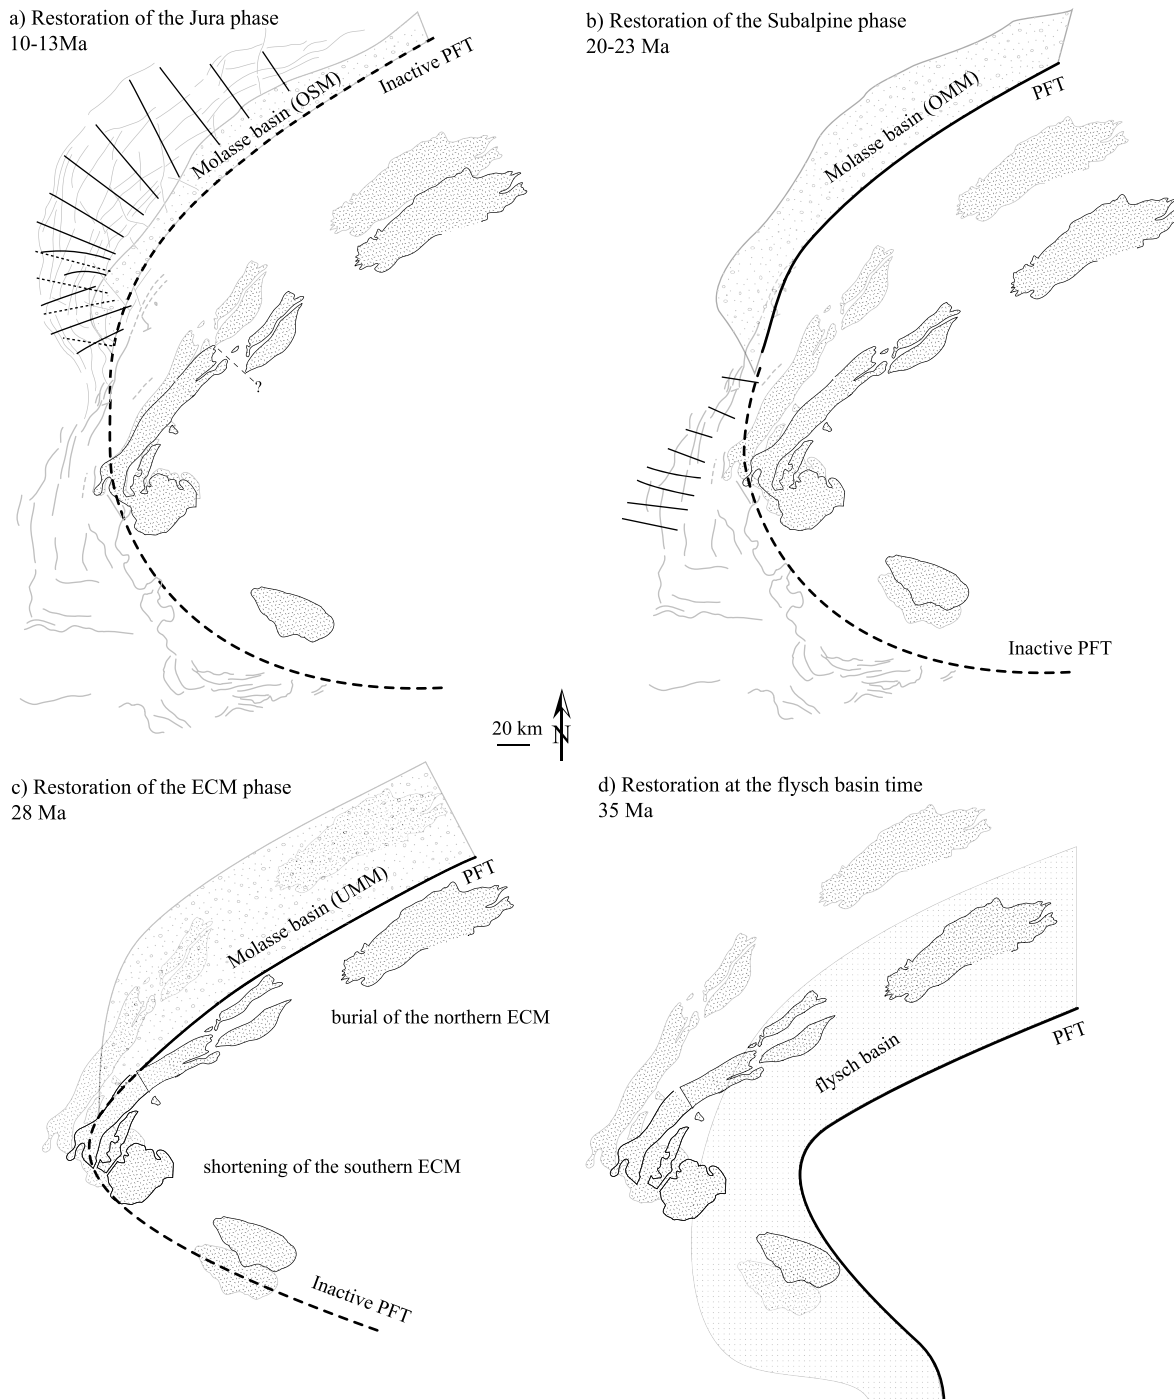 a) Restoration of the Jura phase
10-13Ma
Inactive PFT
Molasse basin (OSM)
?
b) Restoration of the Subalpine phase
20-23 Ma
PFT
Molasse basin (OMM)
Inactive PFT
20 km
N
c) Restoration of the ECM phase
28 Ma
PFT
Molasse basin (UMM)
burial of the northern ECM
shortening of the southern ECM
Inactive PFT
d) Restoration at the flysch basin time
35 Ma
PFT
flysch basin